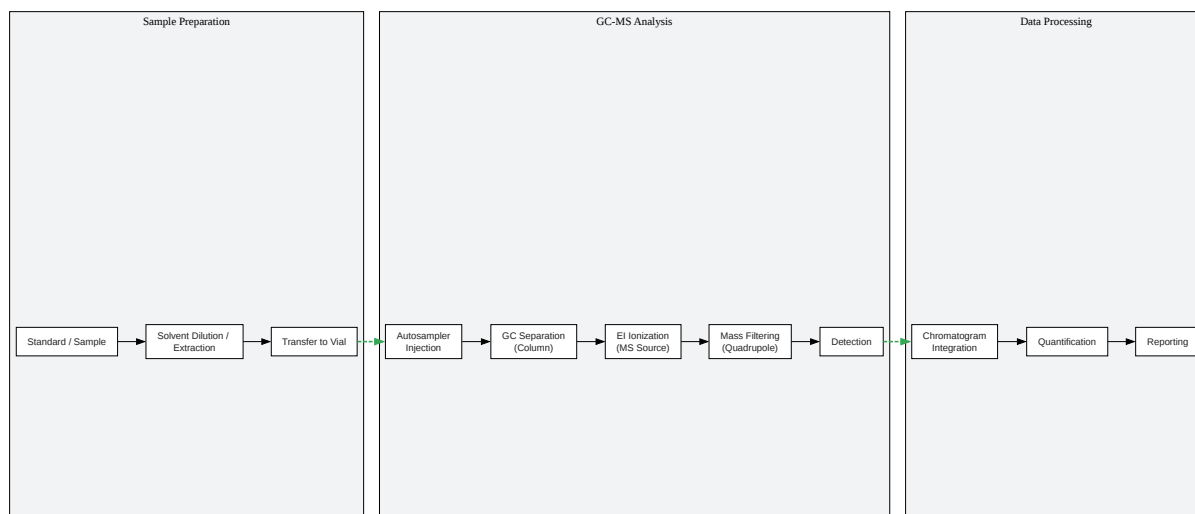 Sample Preparation
GC-MS Analysis
Data Processing
Standard / Sample
Solvent Dilution /
Extraction
Transfer to Vial
Autosampler
Injection
GC Separation
(Column)
EI Ionization
(MS Source)
Mass Filtering
(Quadrupole)
Detection
Chromatogram
Integration
Quantification
Reporting